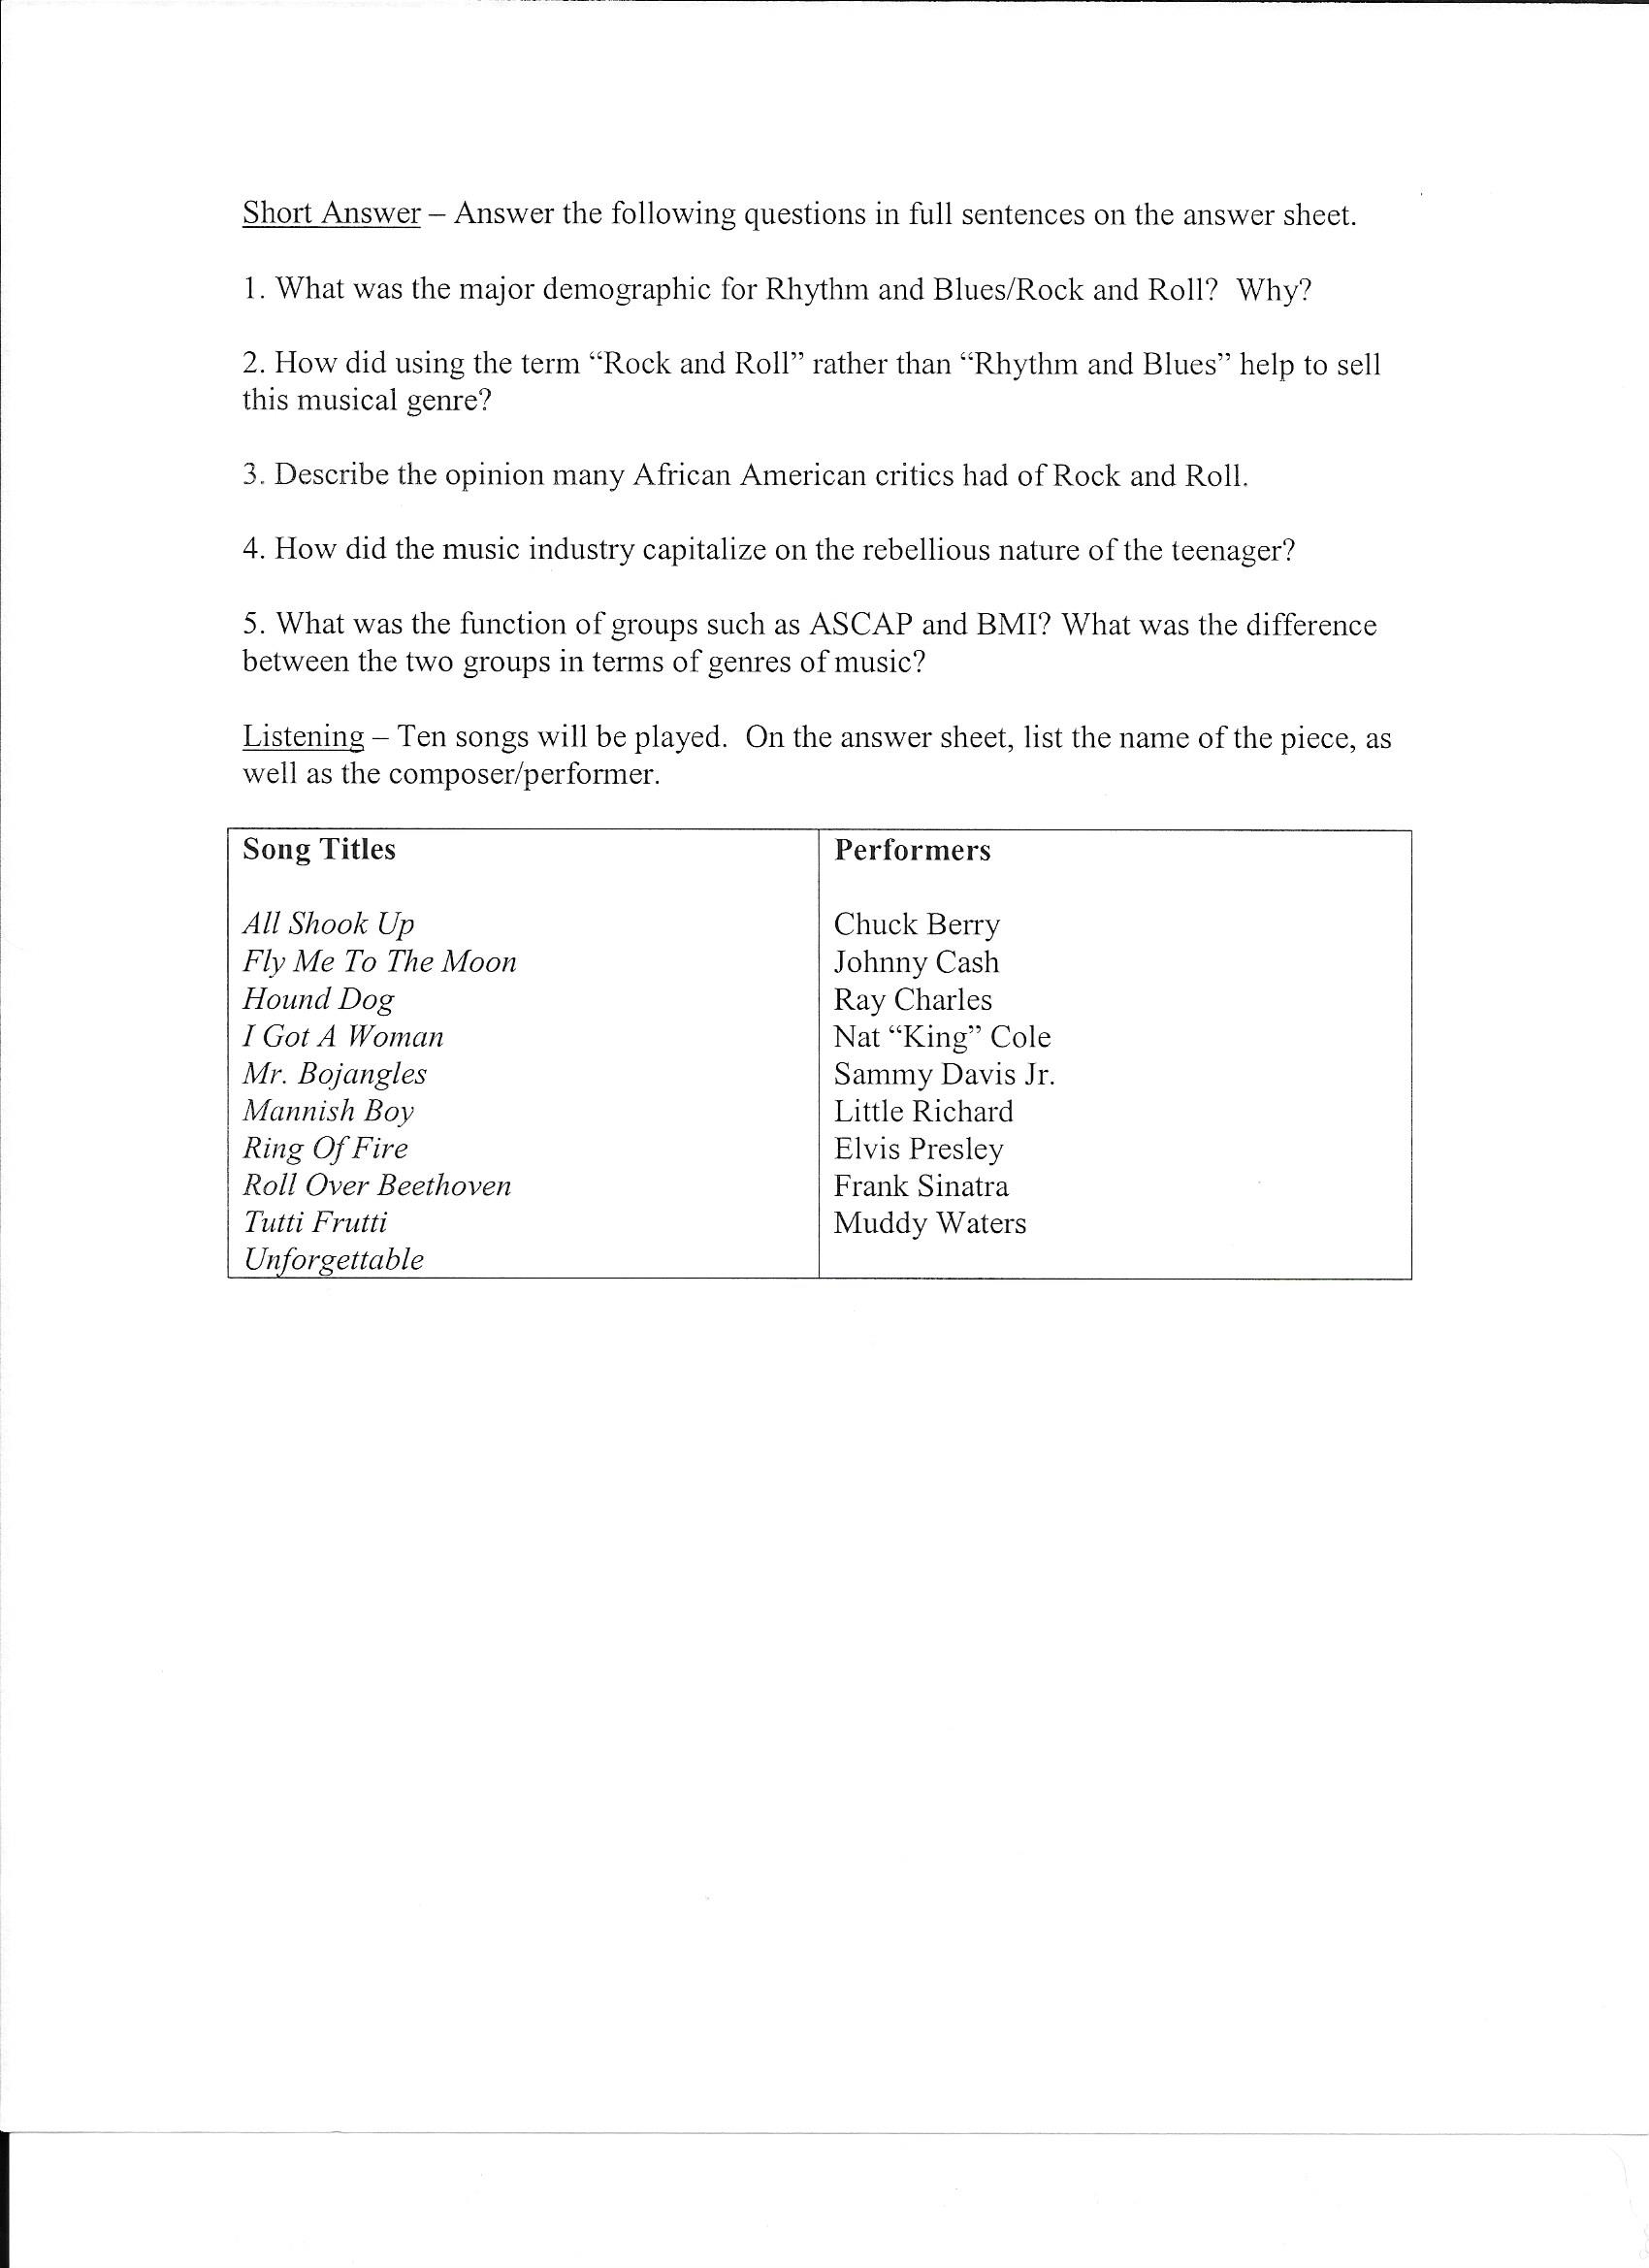 Short Answer – Answer the following questions in full sentences on the answer sheet.
1. What was the major demographic for Rhythm and Blues/Rock and Roll?  Why?
2. How did using the term “Rock and Roll” rather than “Rhythm and Blues” help to sell
this musical genre?
3. Describe the opinion many African American critics had of Rock and Roll.
4. How did the music industry capitalize on the rebellious nature of the teenager?
5. What was the function of groups such as ASCAP and BMI? What was the difference
between the two groups in terms of genres of music?
Listening – Ten songs will be played.  On the answer sheet, list the name of the piece, as
well as the composer/performer.
Song Titles
All Shook Up
Fly Me To The Moon
Hound Dog
I Got A Woman
Mr. Bojangles
Mannish Boy
Ring Of Fire
Roll Over Beethoven
Tutti Frutti
Unforgettable
Performers
Chuck Berry
Johnny Cash
Ray Charles
Nat “King” Cole
Sammy Davis Jr.
Little Richard
Elvis Presley
Frank Sinatra
Muddy Waters